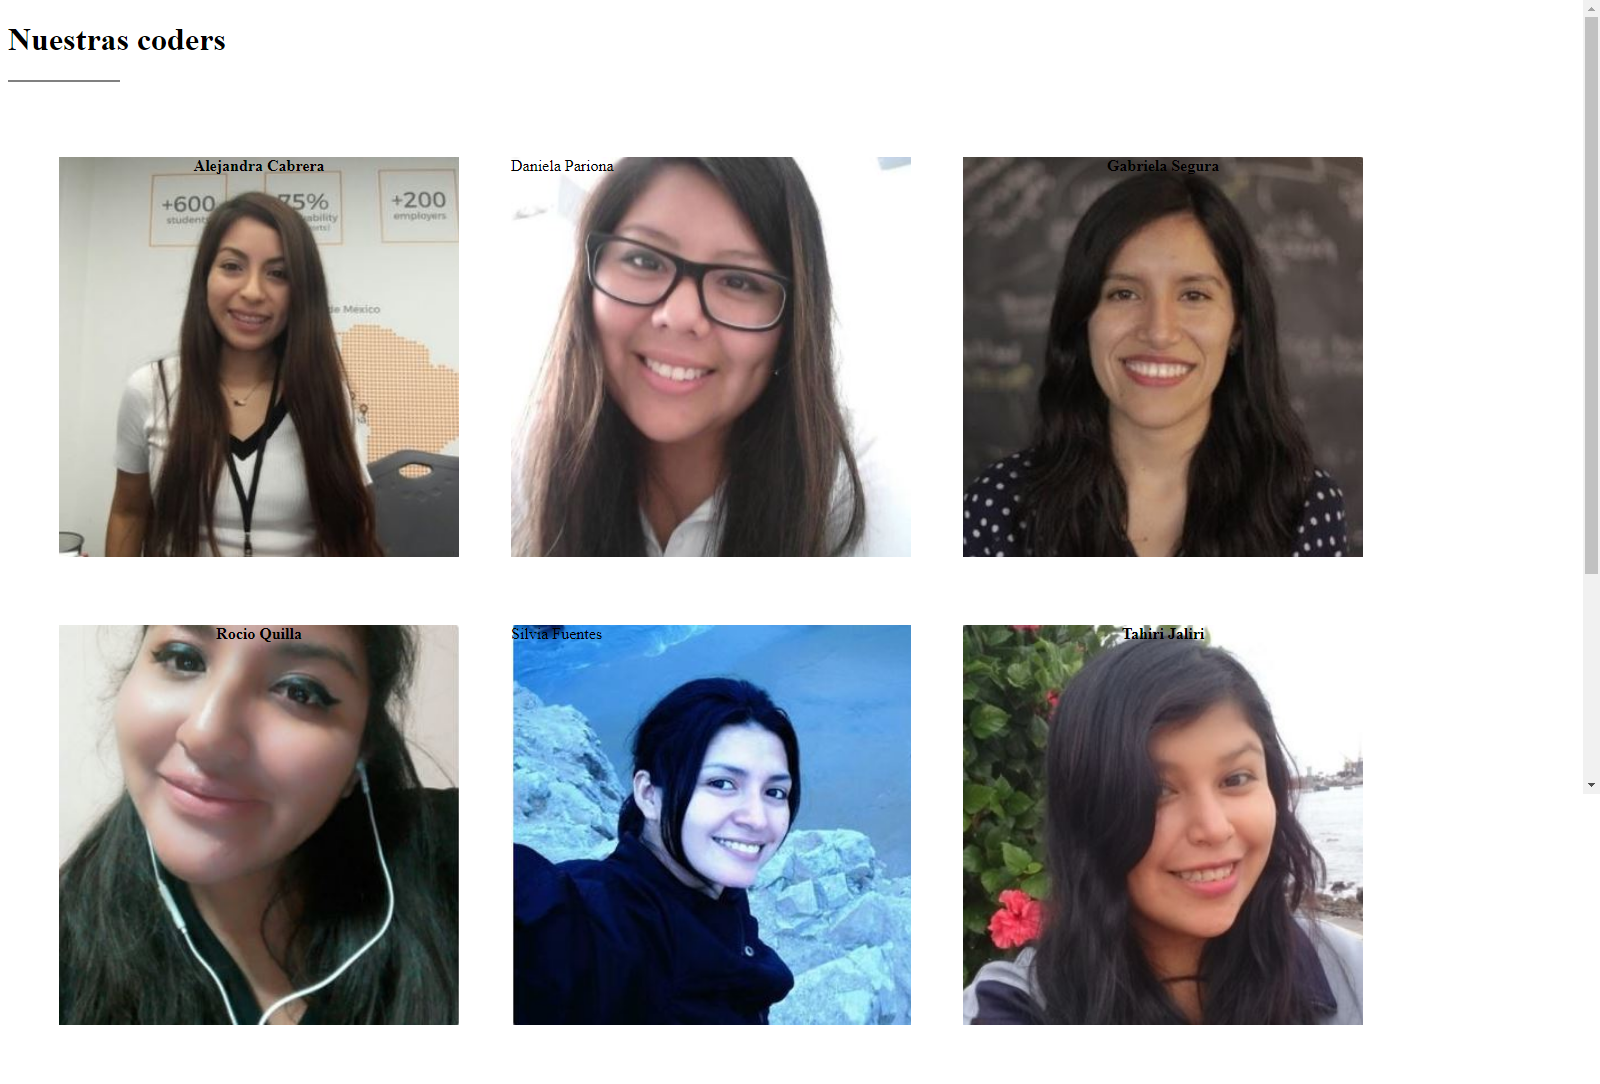 Nuestras coders
Alejandra Cabrera
Daniela Pariona
Gabriela Segura
+600
75%
+200
students
employers
de Mexico
Rocio Quilla
Silvia Fuentes
Tahiri Jaliri